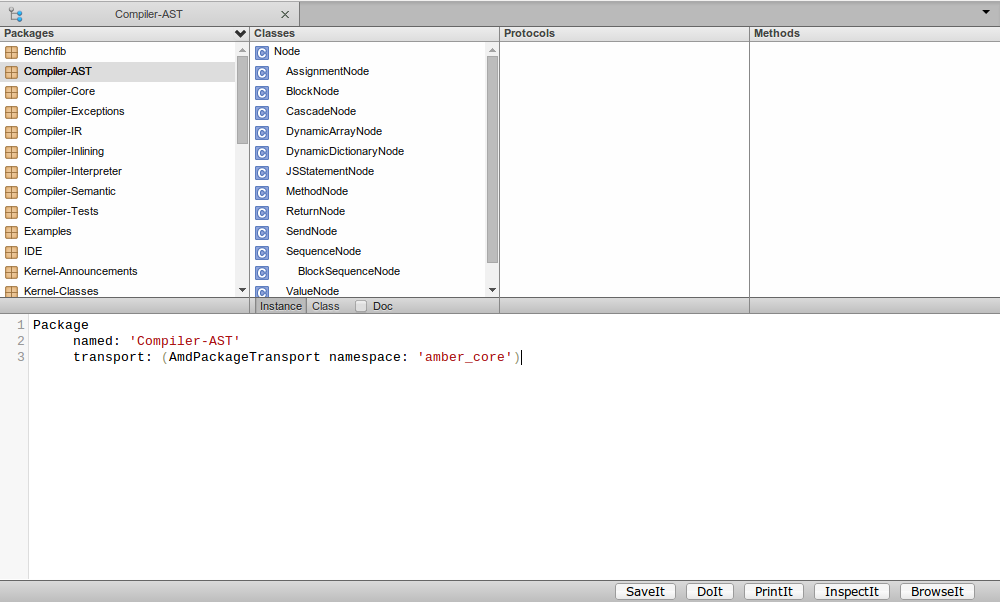 Compiler-AST
Packages
Benchfib
Compiler-AST
Compiler-Core
Compiler-Exceptions
Compiler-IR
Compiler-Inlining
Compiler-Interpreter
Compiler-Semantic
Compiler-Tests
Examples
IDE
Kernel-Announcements
Kernel-Classes
Classes
C Node
C AssignmentNode
C BlockNode
C CascadeNode
C DynamicArrayNode
C DynamicDictionaryNode
C JSStatementNode
C MethodNode
C ReturnNode
C SendNode
C SequenceNode
C BlockSequenceNode
C ValueNode
Instance Class Doc
Protocols
Methods
1 Package
2 named: 'Compiler-AST'
3 transport: (AmdPackageTransport namespace: 'amber_core')
SaveIt DoIt PrintIt InspectIt BrowseIt